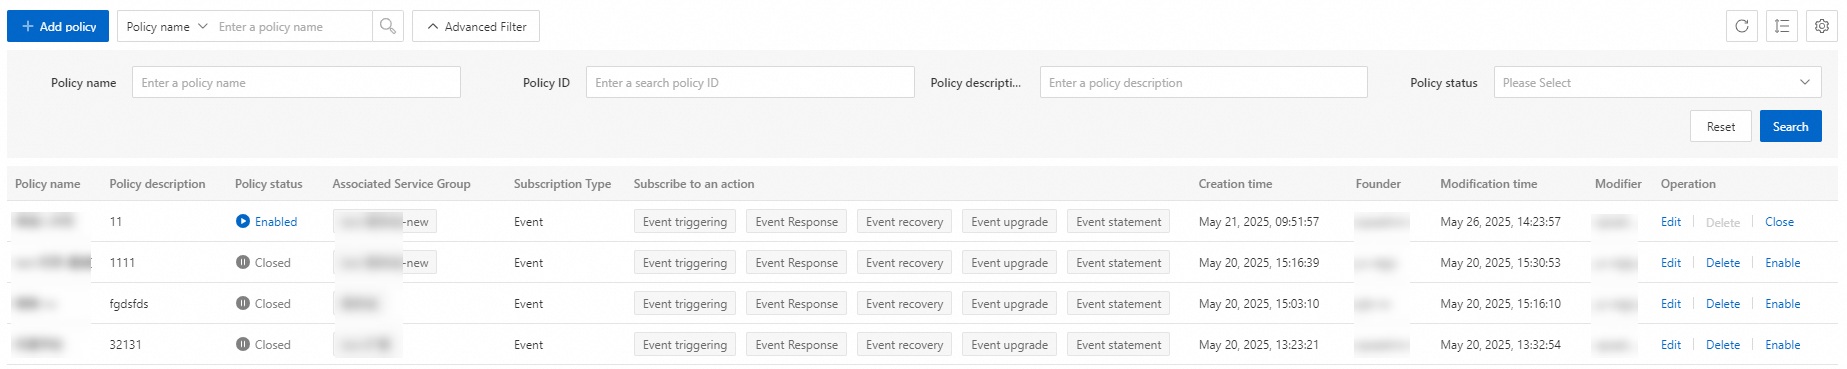 Add policy Policy name Enter a policy name Advanced Filter
Policy name Enter a policy name Policy ID Enter a search policy ID Policy descripti... Enter a policy description Policy status Please Select
Reset Search
Policy name Policy description Policy status Associated Service Group Subscription Type Subscribe to an action Creation time Founder Modification time Modifier Operation
11 Enabled -new Event Event triggering Event Response Event recovery Event upgrade Event statement May 21, 2025, 09:51:57 May 26, 2025, 14:23:57 Edit Delete Close
1111 Closed -new Event Event triggering Event Response Event recovery Event upgrade Event statement May 20, 2025, 15:16:39 May 20, 2025, 15:30:53 Edit Delete Enable
fgdsfds Closed Event Event triggering Event Response Event recovery Event upgrade Event statement May 20, 2025, 15:03:10 May 20, 2025, 15:16:10 Edit Delete Enable
32131 Closed Event Event triggering Event Response Event recovery Event upgrade Event statement May 20, 2025, 13:23:21 May 20, 2025, 13:32:54 Edit Delete Enable